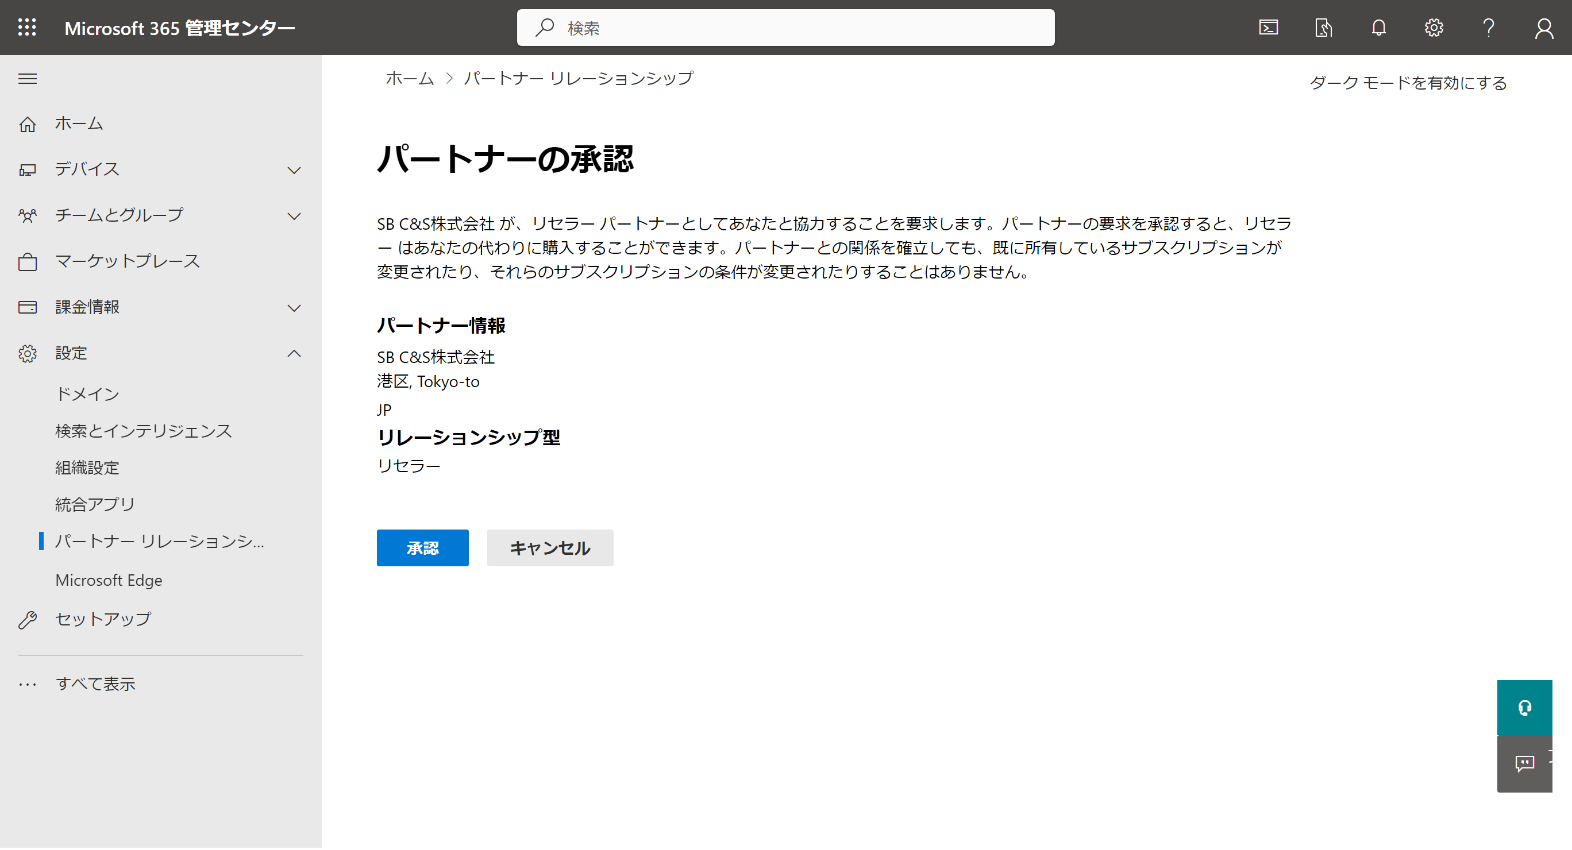 Microsoft 365 管理センター
検索
ホーム
デバイス
チームとグループ
マーケットプレース
課金情報
設定
ドメイン
検索とインテリジェンス
組織設定
統合アプリ
パートナー リレーションシ...
Microsoft Edge
セットアップ
すべて表示
ホーム > パートナー リレーションシップ
ダーク モードを有効にする
パートナーの承認
SB C&S株式会社 が、リセラー パートナーとしてあなたと協力することを要求します。パートナーの要求を承認すると、リセラ
ー はあなたの代わりに購入することができます。パートナーとの関係を確立しても、既に所有しているサブスクリプションが
変更されたり、それらのサブスクリプションの条件が変更されたりすることはありません。
パートナー情報
SB C&S株式会社
港区, Tokyo-to
JP
リレーションシップ型
リセラー
承認
キャンセル